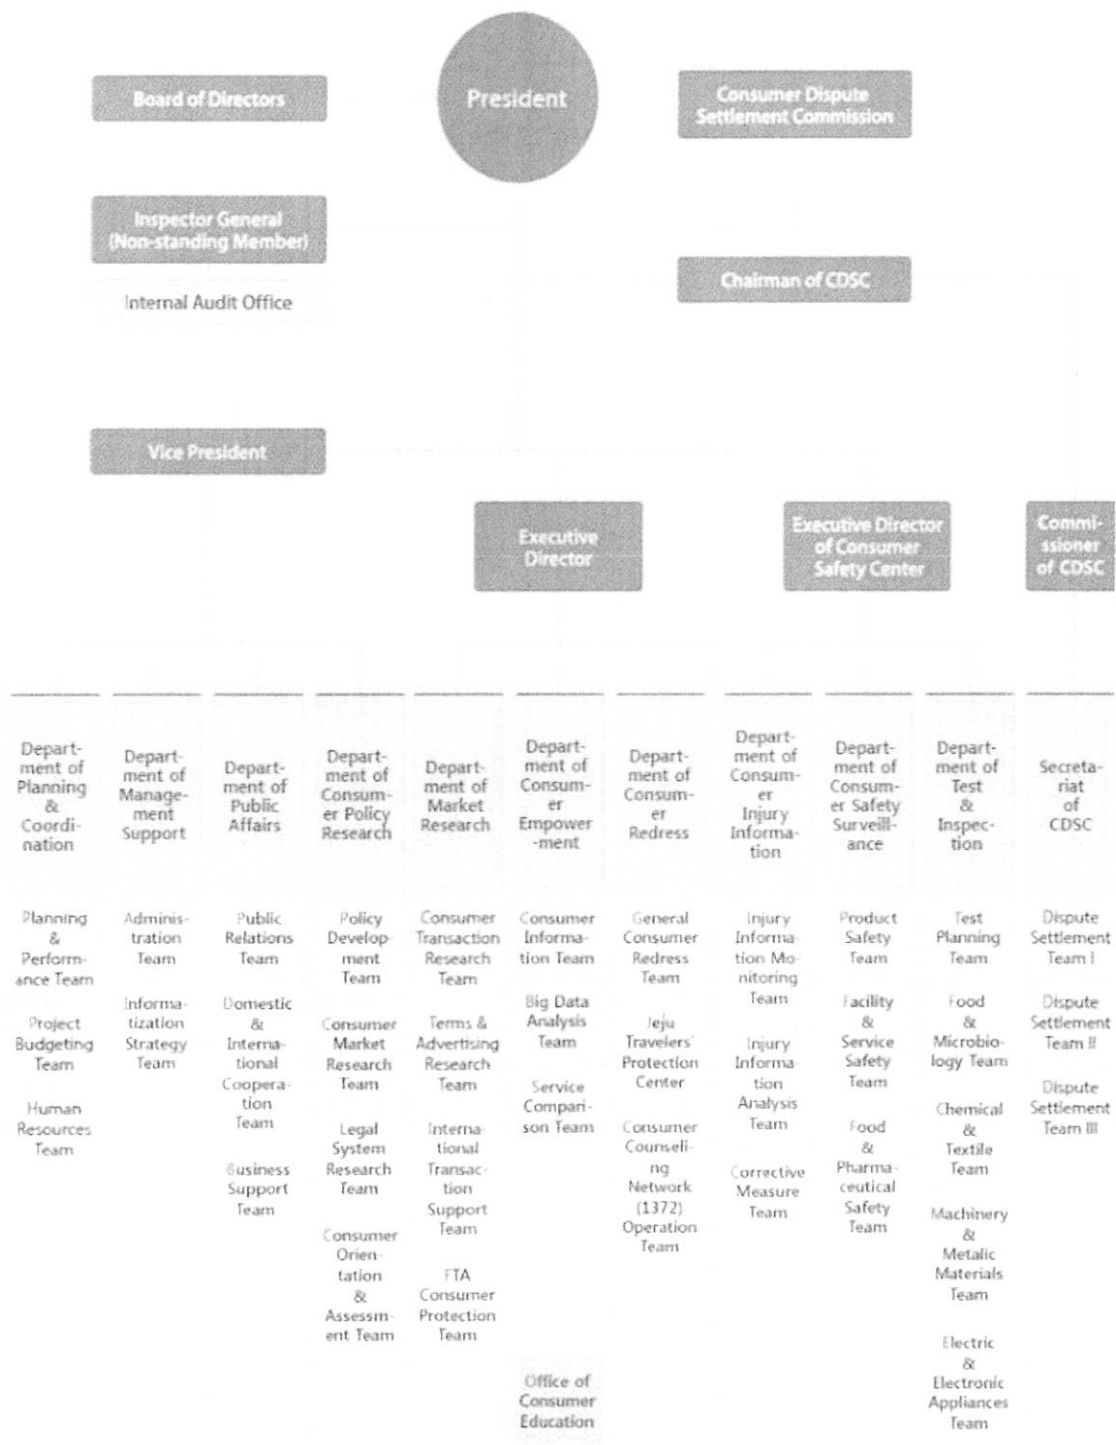 President
Board of Directors
Consumer Dispute
Settlement Commission
Inspector General
(Non-standing Member)
Internal Audit Office
Chairman of CDSC
Vice President
Executive
Director
Executive Director
of Consumer
Safety Center
Commi-
ssioner
of CDSC
Depart-
ment of
Planning
&
Coordi-
nation
Planning
&
Perform-
ance Team
Project
Budgeting
Team
Human
Resources
Team
Depart-
ment of
Manage-
ment
Support
Adminis-
tration
Team
Informa-
tization
Strategy
Team
Depart-
ment of
Public
Affairs
Public
Relations
Team
Domestic
&
Interna-
tional
Coopera-
tion
Team
Business
Support
Team
Depart-
ment of
Consum-
er Policy
Research
Policy
Develop-
ment
Team
Consumer
Market
Research
Team
Legal
System
Research
Team
Consumer
Orien-
tation
&
Assessm-
ent Team
Depart-
ment of
Market
Research
Consumer
Transaction
Research
Team
Terms &
Advertising
Research
Team
Interna-
tional
Transac-
tion
Support
Team
FTA
Consumer
Protection
Team
Depart-
ment of
Consum-
er
Empower
-ment
Consumer
Informa-
tion Team
Big Data
Analysis
Team
Service
Compari-
son Team
Office of
Consumer
Education
Depart-
ment of
Consum-
er
Redress
General
Consumer
Redress
Team
Jeju
Travelers'
Protection
Center
Consumer
Counseli-
ng
Network
(1372)
Operation
Team
Depart-
ment of
Consum-
er
Injury
Informa-
tion
Injury
Informa-
tion Mo-
nitoring
Team
Injury
Informa-
tion
Analysis
Team
Corrective
Measure
Team
Depart-
ment of
Consum-
er Safety
Surveill-
ance
Product
Safety
Team
Facility
&
Service
Safety
Team
Food
&
Pharma-
ceutical
Safety
Team
Depart-
ment of
Test
&
Inspec-
tion
Test
Planning
Team
Food
&
Microbio-
logy Team
Chemical
&
Textile
Team
Machinery
&
Metalic
Materials
Team
Electric
&
Electronic
Appliances
Team
Secreta-
riat
of
CDSC
Dispute
Settlement
Team I
Dispute
Settlement
Team II
Dispute
Settlement
Team III